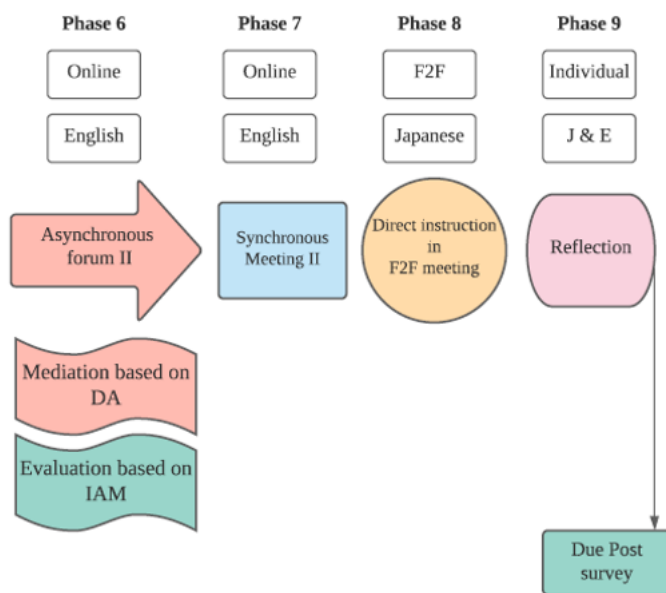 Phase 6
Phase 7
Phase 8
Phase 9
Online
Online
F2F
Individual
English
English
Japanese
J & E
Asynchronous
forum II
Synchronous
Meeting II
Direct instruction
in
F2F meeting
Reflection
Mediation based on
DA
Evaluation based on
IAM
Due Post
survey